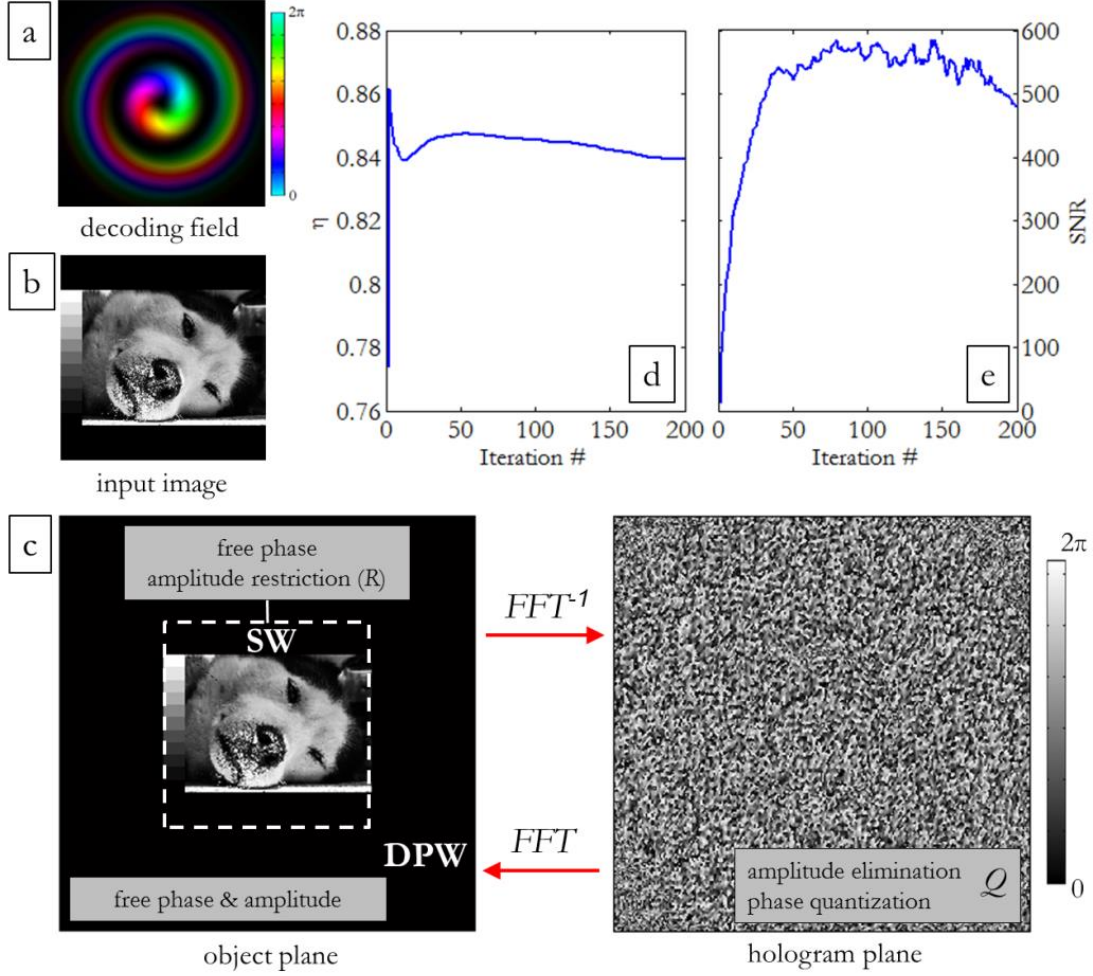 a
2π
0
decoding field
b
input image
0.88
0.86
0.84
0.82
0.8
0.78
0.76
η
0
50
100
150
200
Iteration #
d
600
500
400
300
200
100
0
SNR
0
50
100
150
200
Iteration #
e
c
free phase
amplitude restriction (R)
SW
DPW
free phase & amplitude
object plane
FFT⁻¹
FFT
amplitude elimination
phase quantization Q
hologram plane
2π
0